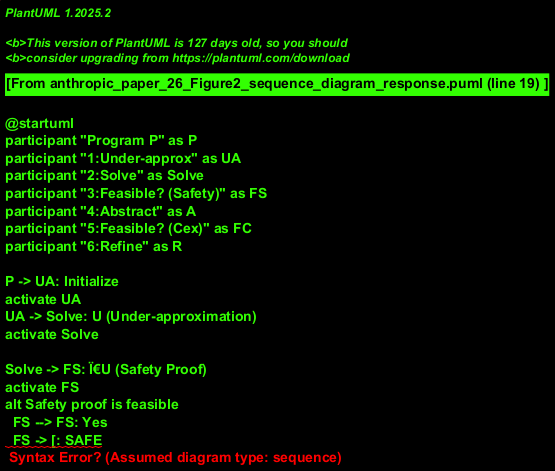 PlantUML 1.2025.2
<b>This version of PlantUML is 127 days old, so you should
<b>consider upgrading from https://plantuml.com/download
[From anthropic_paper_26_Figure2_sequence_diagram_response.puml (line 19) ]
@startuml
participant "Program P" as P
participant "1:Under-approx" as UA
participant "2:Solve" as Solve
participant "3:Feasible? (Safety)" as FS
participant "4:Abstract" as A
participant "5:Feasible? (Cex)" as FC
participant "6:Refine" as R
P -> UA: Initialize
activate UA
UA -> Solve: U (Under-approximation)
activate Solve
Solve -> FS: Ï€U (Safety Proof)
activate FS
alt Safety proof is feasible
FS --> FS: Yes
FS -> [: SAFE
Syntax Error? (Assumed diagram type: sequence)